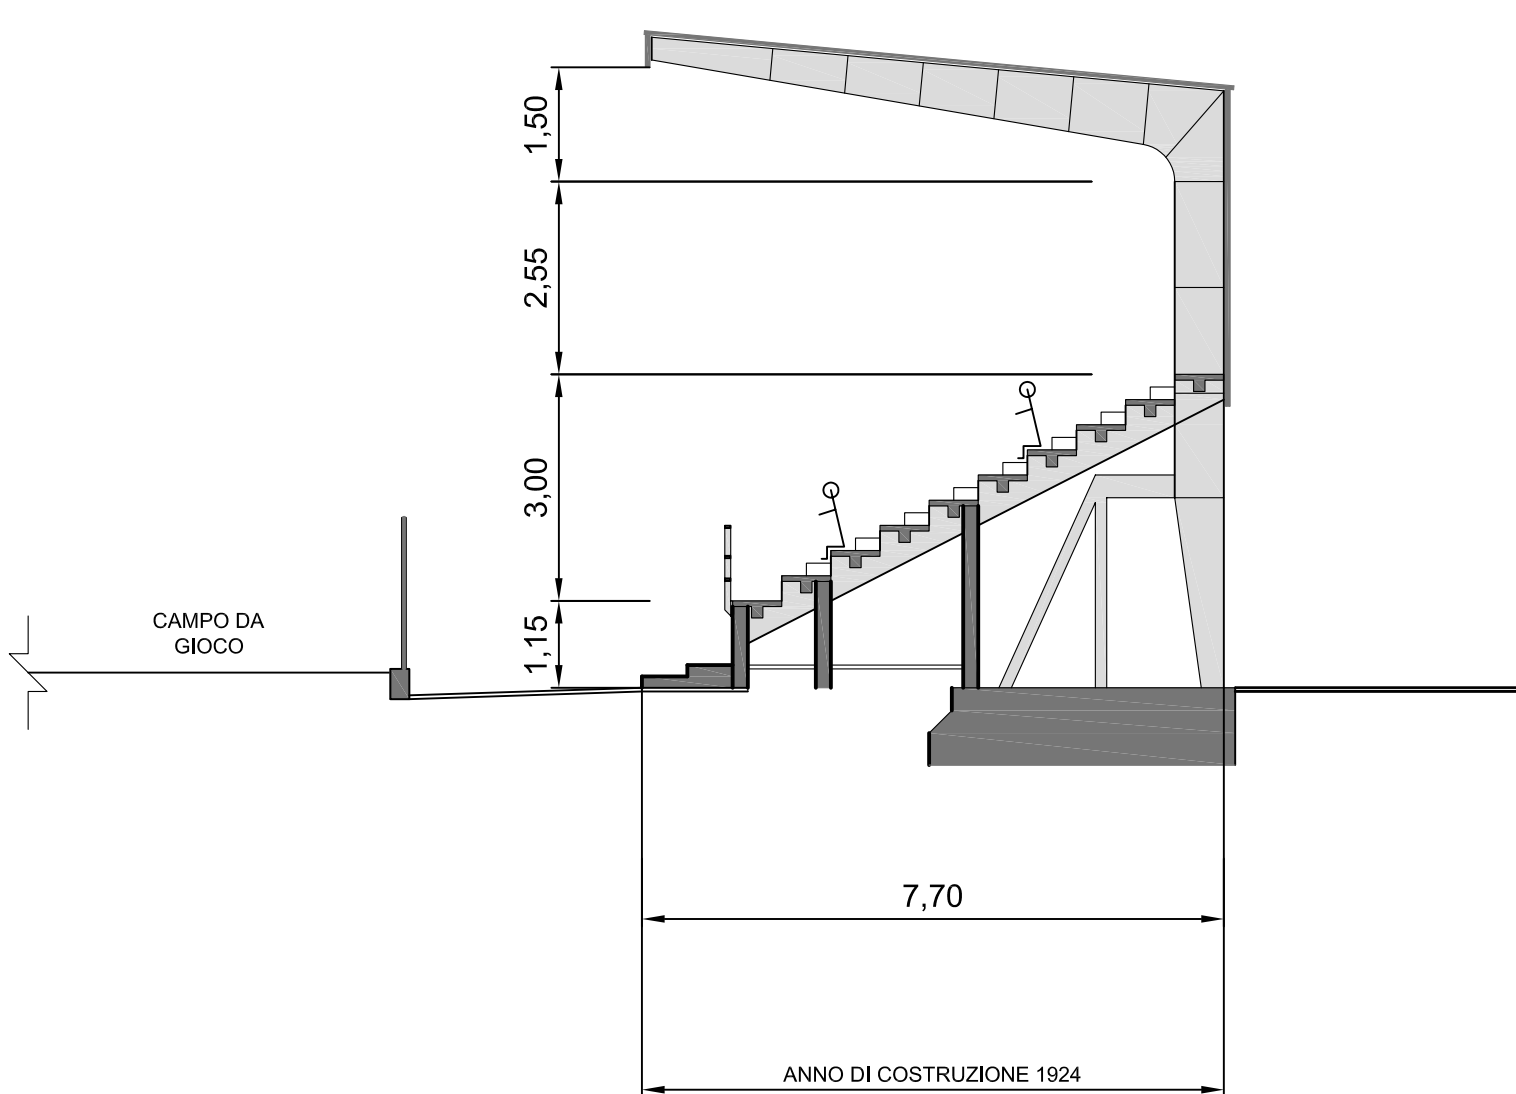 1,50
2,55
3,00
1,15
CAMPO DA
GIOCO
7,70
ANNO DI COSTRUZIONE 1924